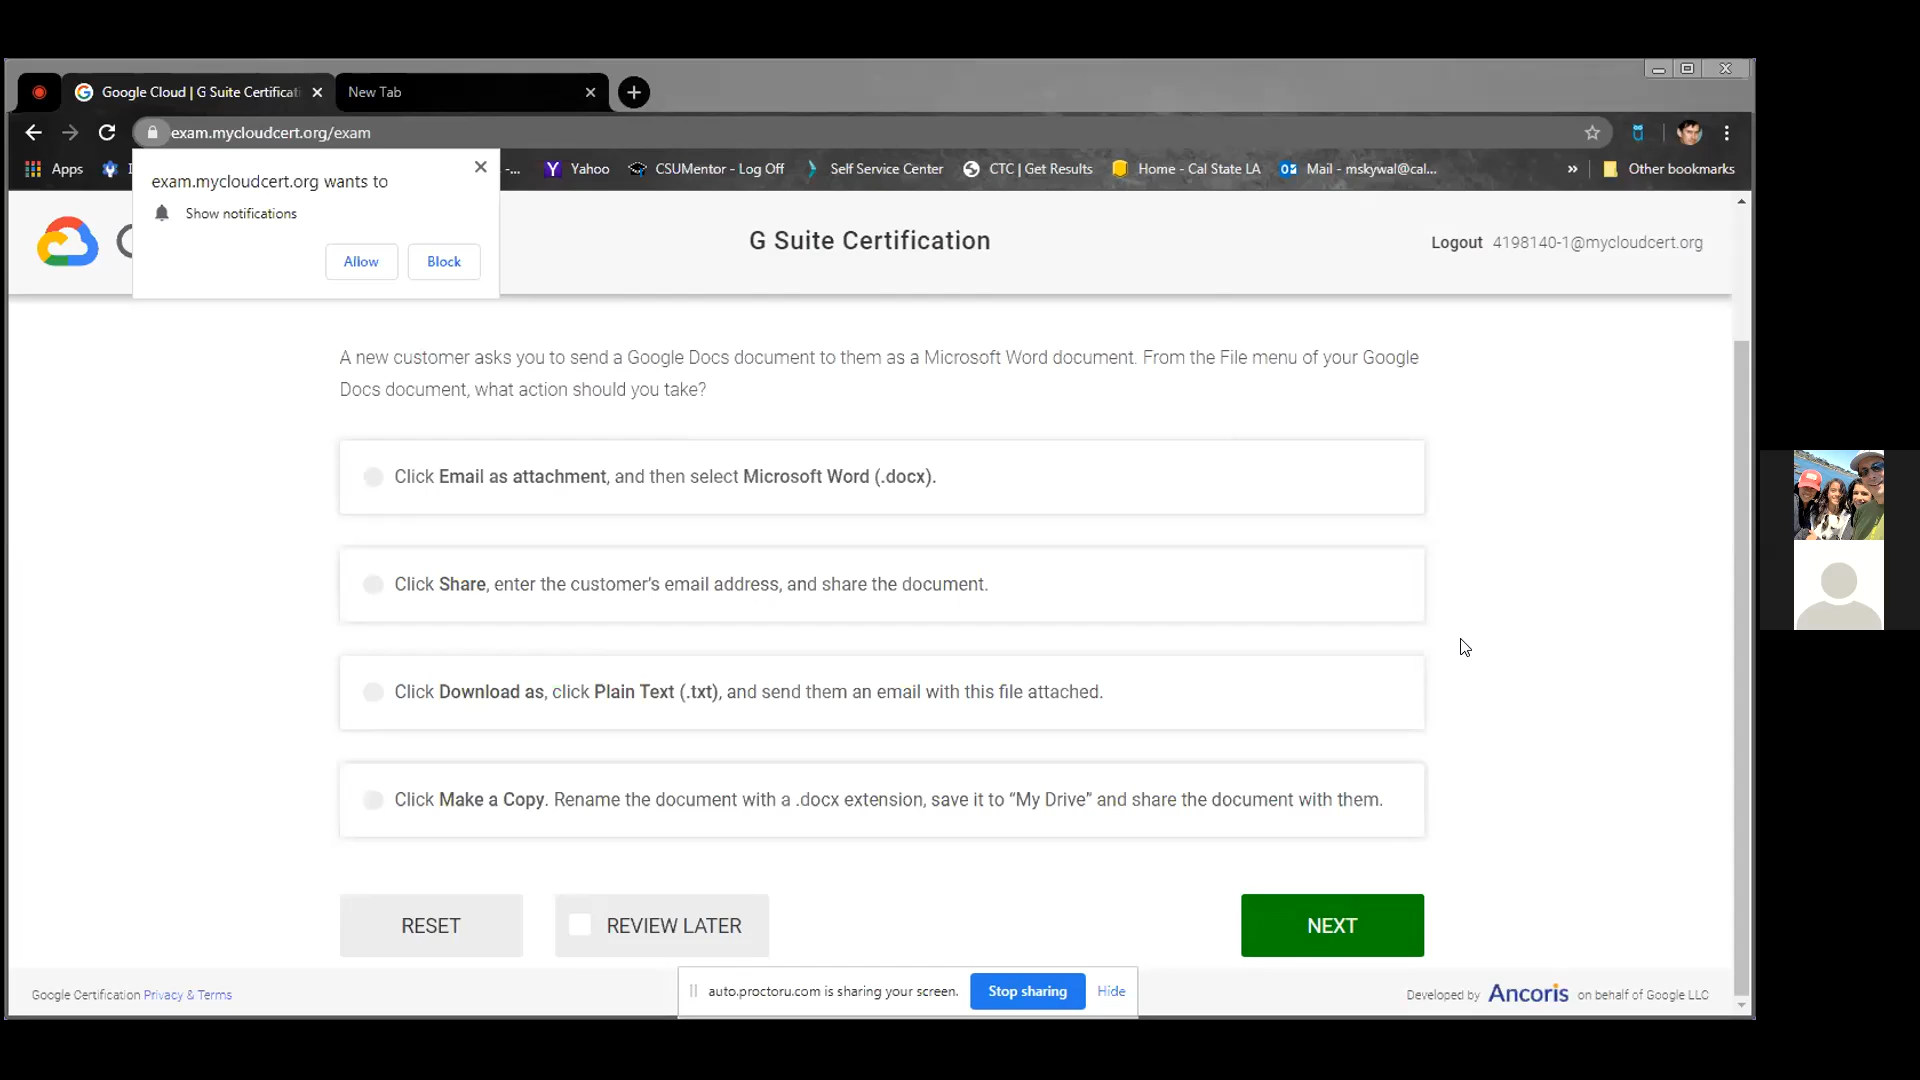 Google Cloud | G Suite Certificati
New Tab
exam.mycloudcert.org/exam
Apps
Yahoo
CSUMentor - Log Off
Self Service Center
CTC | Get Results
Home - Cal State LA
Mail - mskywal@cal...
»
Other bookmarks
exam.mycloudcert.org wants to
Show notifications
Allow
Block
G Suite Certification
Logout 4198140-1@mycloudcert.org
A new customer asks you to send a Google Docs document to them as a Microsoft Word document. From the File menu of your Google
Docs document, what action should you take?
Click Email as attachment, and then select Microsoft Word (.docx).
Click Share, enter the customer's email address, and share the document.
Click Download as, click Plain Text (.txt), and send them an email with this file attached.
Click Make a Copy. Rename the document with a .docx extension, save it to “My Drive” and share the document with them.
RESET
REVIEW LATER
NEXT
auto.proctoru.com is sharing your screen.
Stop sharing
Hide
Google Certification Privacy & Terms
Developed by Ancoris on behalf of Google LLC